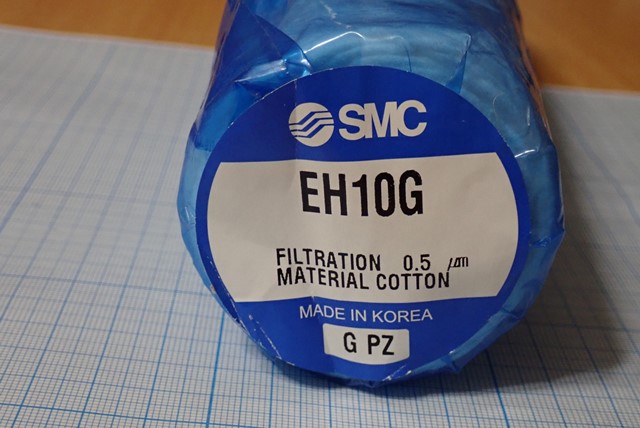 SMC
EH10G
FILTRATION 0.5 μm
MATERIAL COTTON
MADE IN KOREA
G PZ